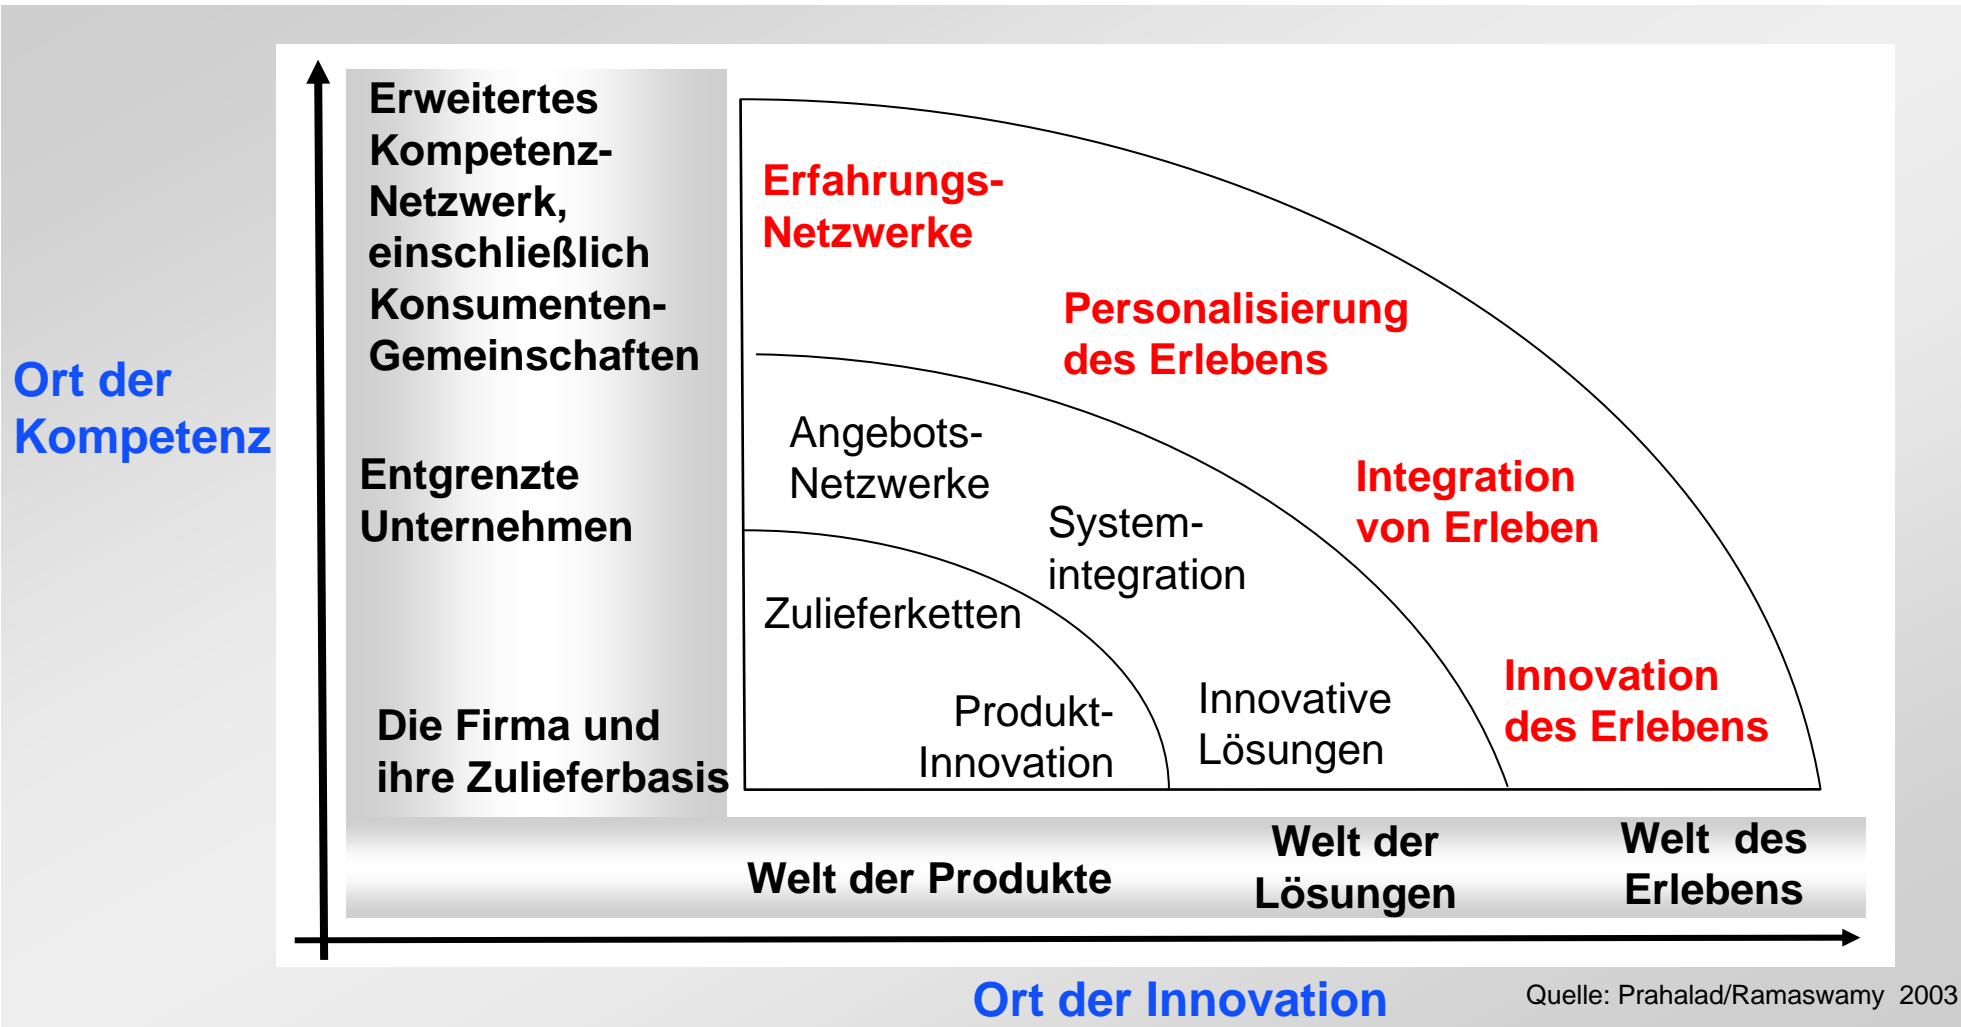 Erweitertes
Kompetenz-
Netzwerk,
einschließlich
Konsumenten-
Gemeinschaften
Ort der
Kompetenz
Entgrenzte
Unternehmen
Die Firma und
ihre Zulieferbasis
Erfahrungs-
Netzwerke
Personalisierung
des Erlebens
Integration
von Erleben
Innovation
des Erlebens
Angebots-
Netzwerke
System-
integration
Innovative
Lösungen
Zulieferketten
Produkt-
Innovation
Welt der Produkte
Welt der
Lösungen
Welt des
Erlebens
Ort der Innovation
Quelle: Prahalad/Ramaswamy 2003